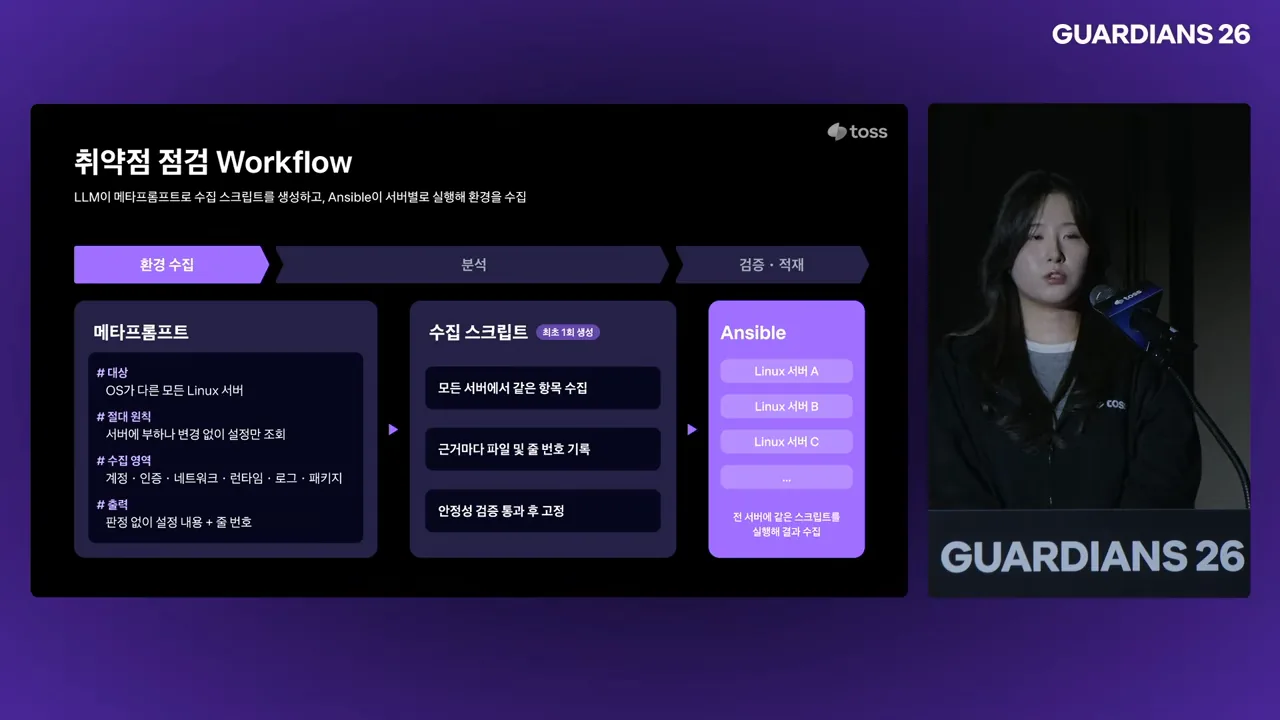 GUARDIANS 26
toss
취약점 점검 Workflow
LLM이 메타프롬프트로 수집 스크립트를 생성하고, Ansible이 서버별로 실행해 환경을 수집
환경 수집
분석
검증 · 적재
메타프롬프트
# 대상
OS가 다른 모든 Linux 서버
# 절대 원칙
서버에 부하나 변경 없이 설정만 조회
# 수집 영역
계정 · 인증 · 네트워크 · 런타임 · 로그 · 패키지
# 출력
판정 없이 설정 내용 + 줄 번호
수집 스크립트 최초 1회 생성
모든 서버에서 같은 항목 수집
근거마다 파일 및 줄 번호 기록
안정성 검증 통과 후 고정
Ansible
Linux 서버 A
Linux 서버 B
Linux 서버 C
...
전 서버에 같은 스크립트를
실행해 결과 수집
toss
GUARDIANS 26